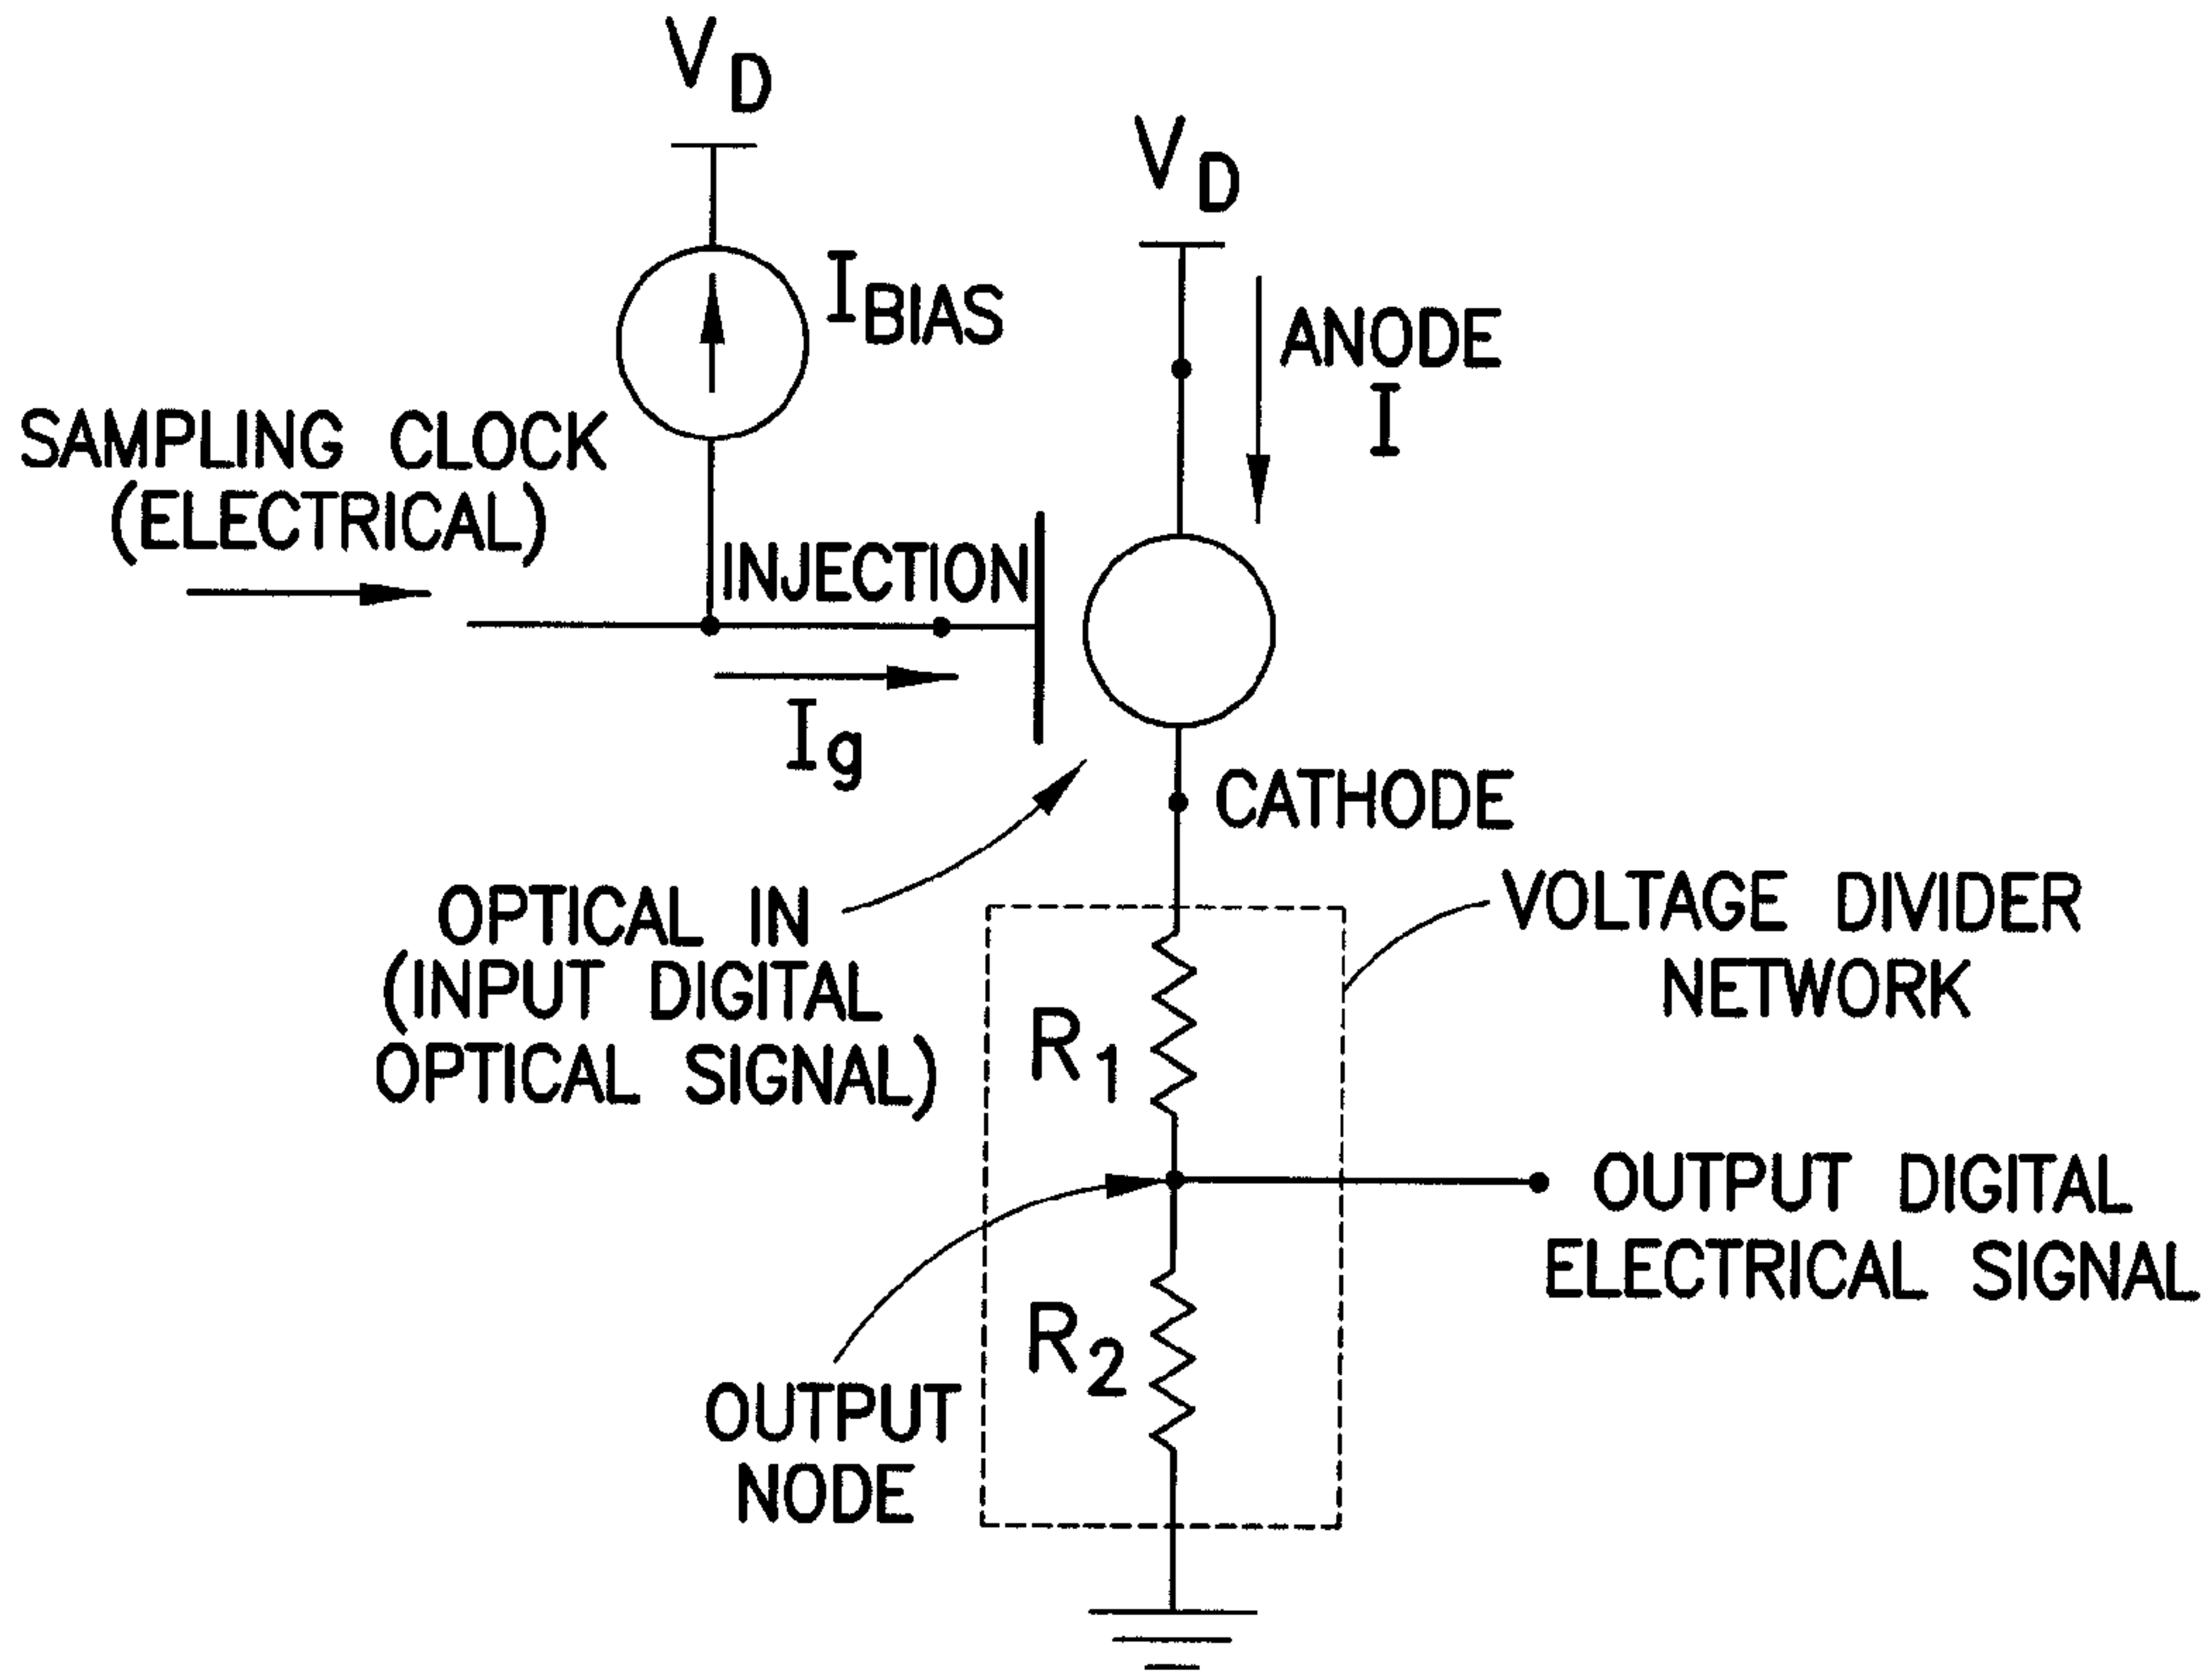 V_D
V_D
I_BIAS
ANODE
I
SAMPLING CLOCK
(ELECTRICAL)
INJECTION
I_g
CATHODE
OPTICAL IN
(INPUT DIGITAL
OPTICAL SIGNAL)
VOLTAGE DIVIDER
NETWORK
R_1
OUTPUT DIGITAL
ELECTRICAL SIGNAL
R_2
OUTPUT
NODE